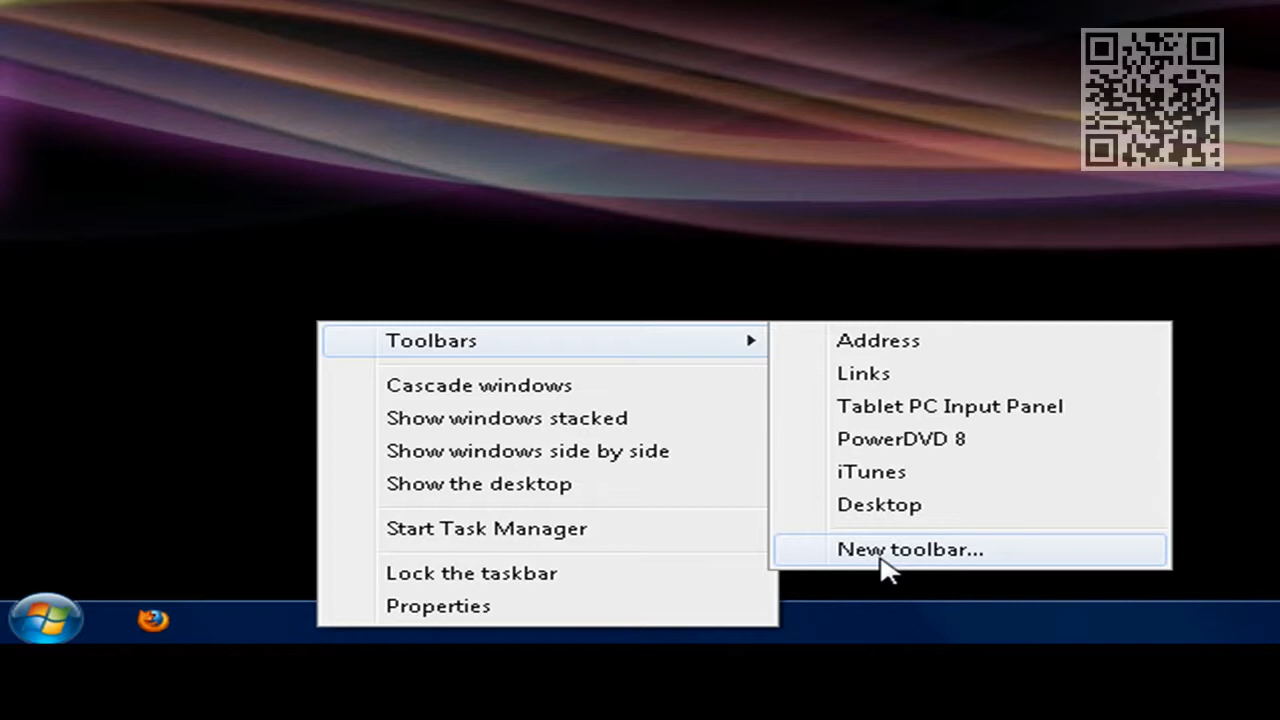 Toolbars
Cascade windows
Show windows stacked
Show windows side by side
Show the desktop
Start Task Manager
Lock the taskbar
Properties
Address
Links
Tablet PC Input Panel
PowerDVD 8
iTunes
Desktop
New toolbar...